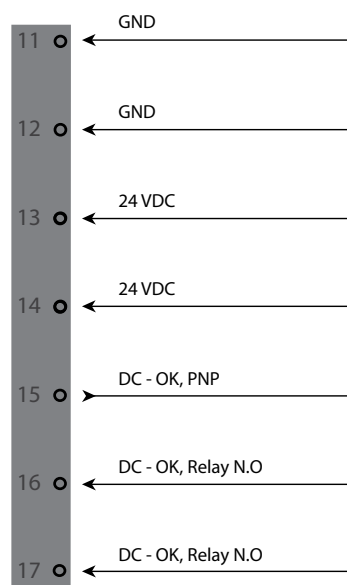 GND
11
GND
12
24 VDC
13
24 VDC
14
DC - OK, PNP
15
DC - OK, Relay N.O
16
DC - OK, Relay N.O
17